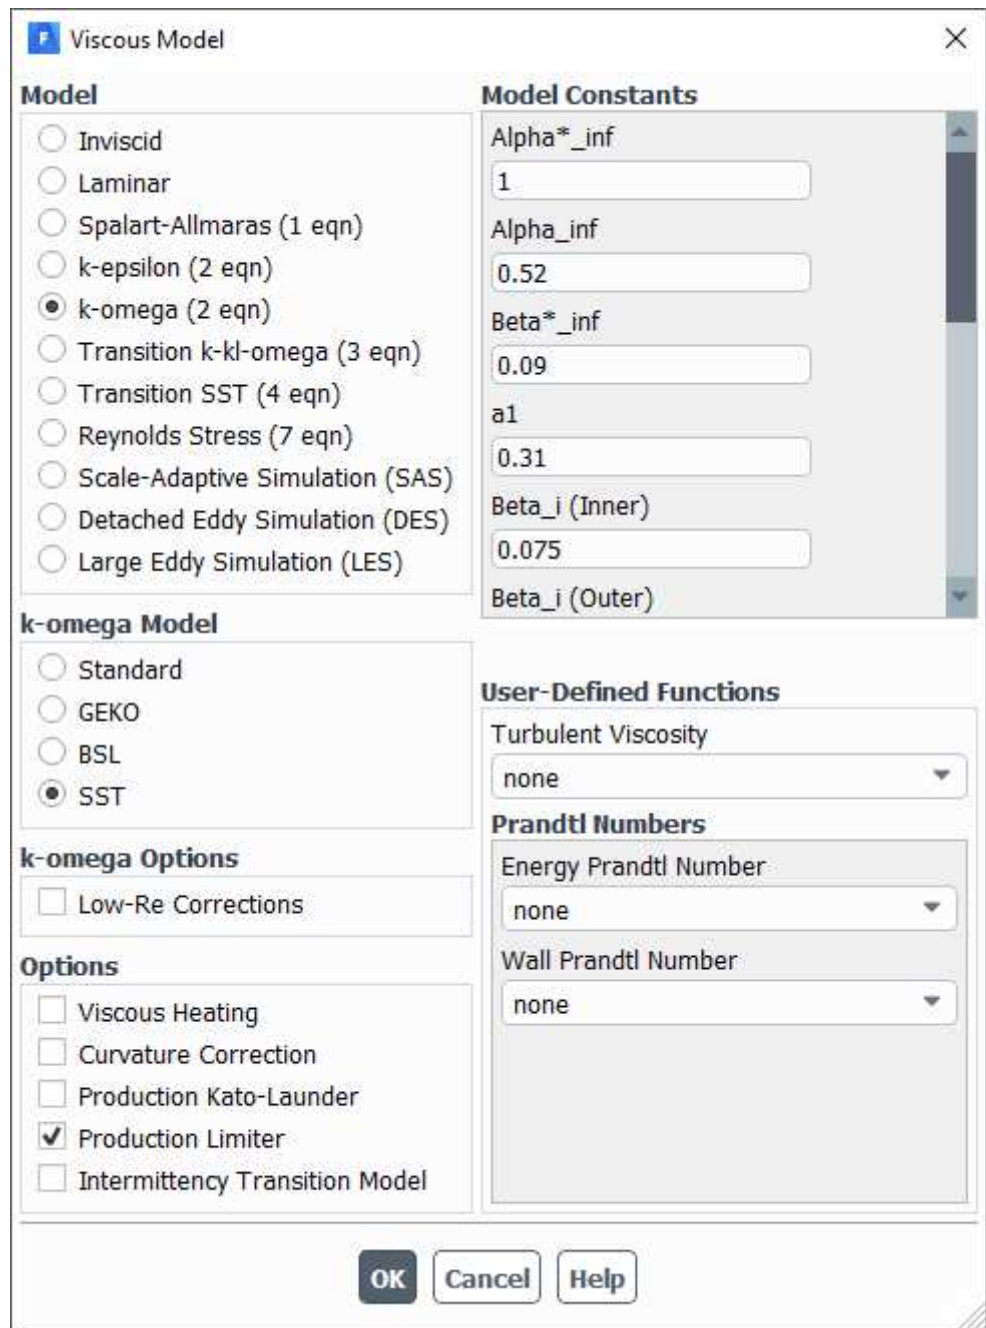 F Viscous Model
Model
Inviscid
Laminar
Spalart-Allmaras (1 eqn)
k-epsilon (2 eqn)
k-omega (2 eqn)
Transition k-kl-omega (3 eqn)
Transition SST (4 eqn)
Reynolds Stress (7 eqn)
Scale-Adaptive Simulation (SAS)
Detached Eddy Simulation (DES)
Large Eddy Simulation (LES)
k-omega Model
Standard
GEKO
BSL
SST
k-omega Options
Low-Re Corrections
Options
Viscous Heating
Curvature Correction
Production Kato-Launder
Production Limiter
Intermittency Transition Model
Model Constants
Alpha*_inf
1
Alpha_inf
0.52
Beta*_inf
0.09
a1
0.31
Beta_i (Inner)
0.075
Beta_i (Outer)
User-Defined Functions
Turbulent Viscosity
none
Prandtl Numbers
Energy Prandtl Number
none
Wall Prandtl Number
none
OK Cancel Help